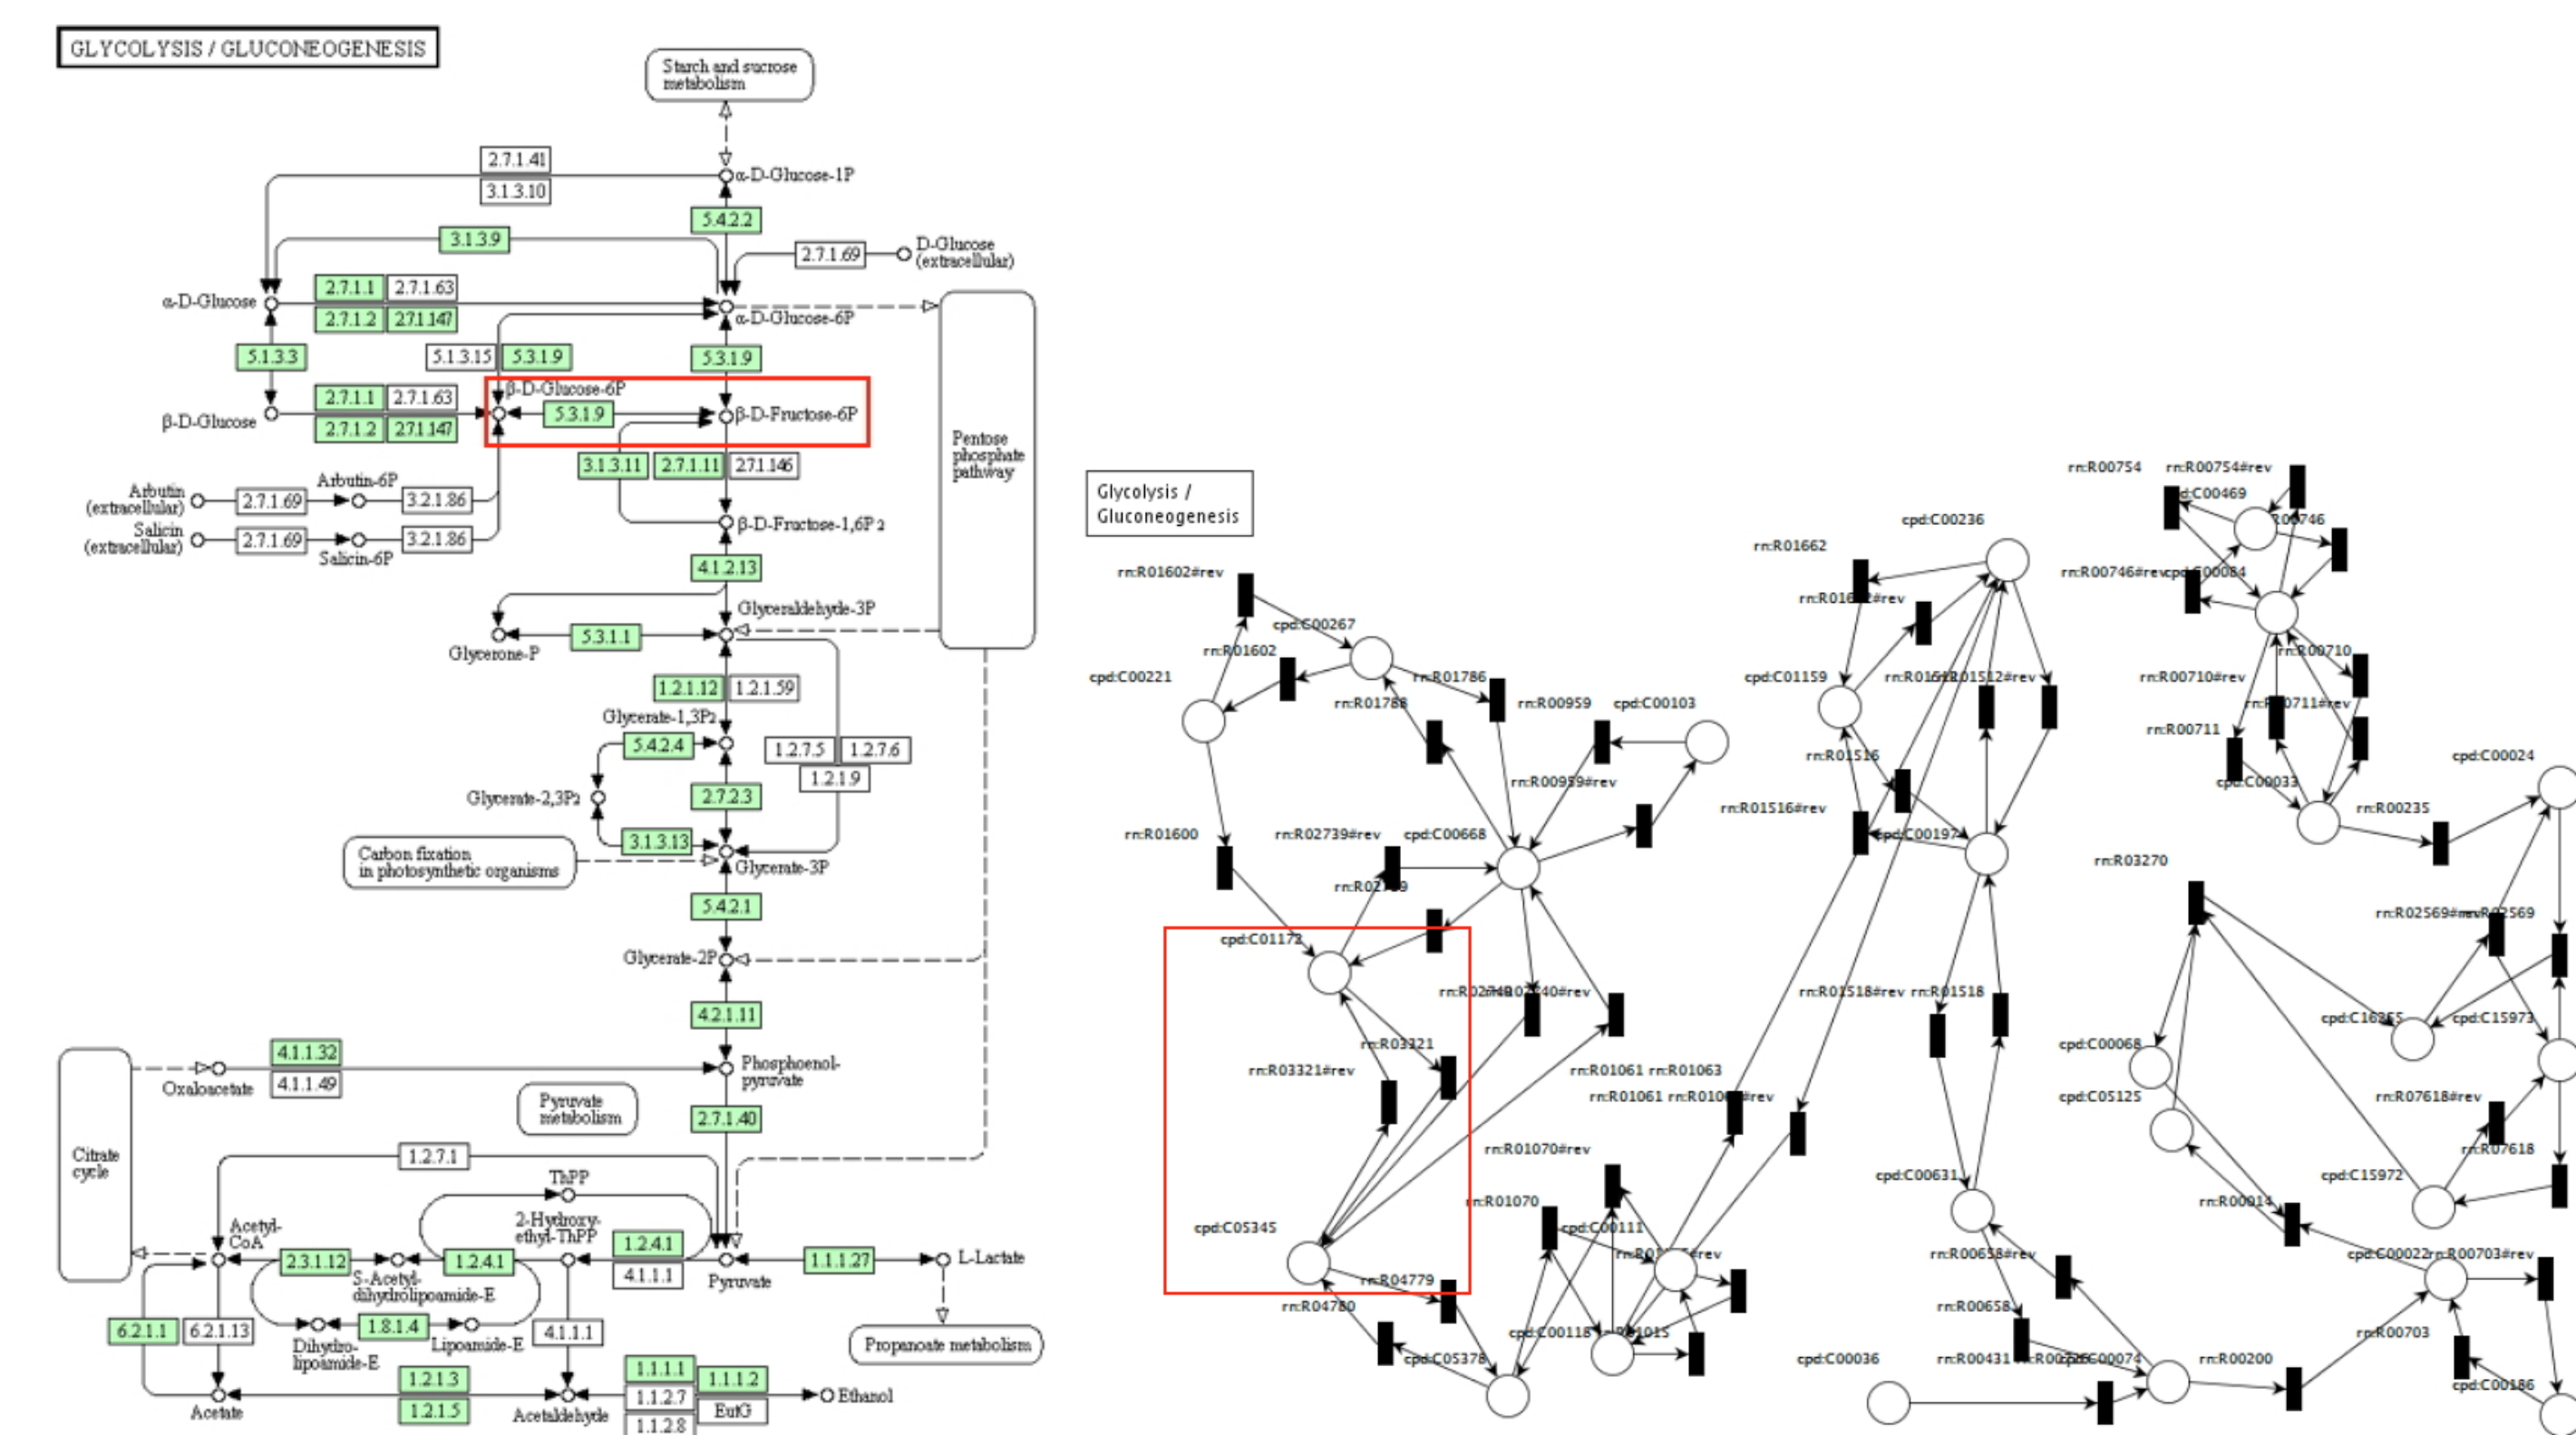 GLYCOLYSIS / GLUCONEOGENESIS
Starch and sucrose
metabolism
2.7.1.41
3.1.3.10
α-D-Glucose-1P
5.4.2.2
3.1.3.9
2.7.1.69
D-Glucose
(extracellular)
2.7.1.1
2.7.1.63
α-D-Glucose
2.7.1.2
2.7.1.147
α-D-Glucose-6P
5.1.3.3
5.1.3.15
5.3.1.9
5.3.1.9
2.7.1.1
2.7.1.63
β-D-Glucose-6P
5.3.1.9
β-D-Fructose-6P
β-D-Glucose
2.7.1.2
2.7.1.147
Pentose
phosphate
pathway
3.1.3.11
2.7.1.11
2.7.1.146
Arbutin
(extracellular)
2.7.1.69
Arbutin-6P
3.2.1.86
Salicin
(extracellular)
2.7.1.69
Salicin-6P
3.2.1.86
β-D-Fructose-1,6P2
4.1.2.13
Glyceraldehyde-3P
5.3.1.1
Glycerone-P
1.2.1.12
1.2.1.59
Glycerate-1,3P2
5.4.2.4
1.2.7.5
1.2.7.6
1.2.1.9
Glycerate-2,3P2
2.7.2.3
3.1.3.13
Carbon fixation
in photosynthetic organisms
Glycerate-3P
5.4.2.1
Glycerate-2P
4.2.1.11
4.1.1.32
Oxaloacetate
4.1.1.49
Phosphoenol-
pyruvate
Pyruvate
metabolism
2.7.1.40
Citrate
cycle
1.2.7.1
ThPP
Acetyl-
CoA
2-Hydroxy-
ethyl-ThPP
1.2.4.1
2.3.1.12
1.2.4.1
4.1.1.1
Pyruvate
1.1.1.27
L-Lactate
S-Acetyl-
dihydrolipoamide-E
6.2.1.1
6.2.1.13
Dihydro-
lipoamide-E
1.8.1.4
Lipoamide-E
4.1.1.1
Propanoate metabolism
1.2.1.3
1.2.1.5
Acetate
Acetaldehyde
1.1.1.1
1.1.1.2
1.1.2.7
EutG
1.1.2.8
Ethanol
Glycolysis /
Gluconeogenesis
rn:R01602#rev
cpd:C00267
rn:R01602
cpd:C00221
rn:R01786
rn:R01788
rn:R00959
cpd:C00103
rn:R00959#rev
rn:R01600
rn:R02739#rev
cpd:C00668
cpd:C01172
rn:R03321
rn:R03321#rev
cpd:C05345
rn:R04779
rn:R04780
cpd:C05378
rn:R01061 rn:R01063
rn:R01061
rn:R01070#rev
rn:R01070
cpd:C00111
cpd:C00118
cpd:C00236
rn:R01662
cpd:C01159
rn:R01512#rev
rn:R01516
rn:R01516#rev
cpd:C00197
rn:R01518#rev rn:R01518
cpd:C00631
rn:R00658#rev
rn:R00658
cpd:C00036
rn:R00431
cpd:C00074
rn:R00200
rn:R00754
rn:R00754#rev
cpd:C00469
rn:R00746#rev
cpd:C00084
rn:R00710
rn:R00710#rev
rn:R00711
cpd:C00033
rn:R00235
cpd:C00024
rn:R03270
rn:R02569#rev
cpd:C15973
cpd:C00068
cpd:C05125
rn:R07618#rev
rn:R07618
cpd:C15972
rn:R00014
cpd:C00022
rn:R00703#rev
rn:R00703
cpd:C00186